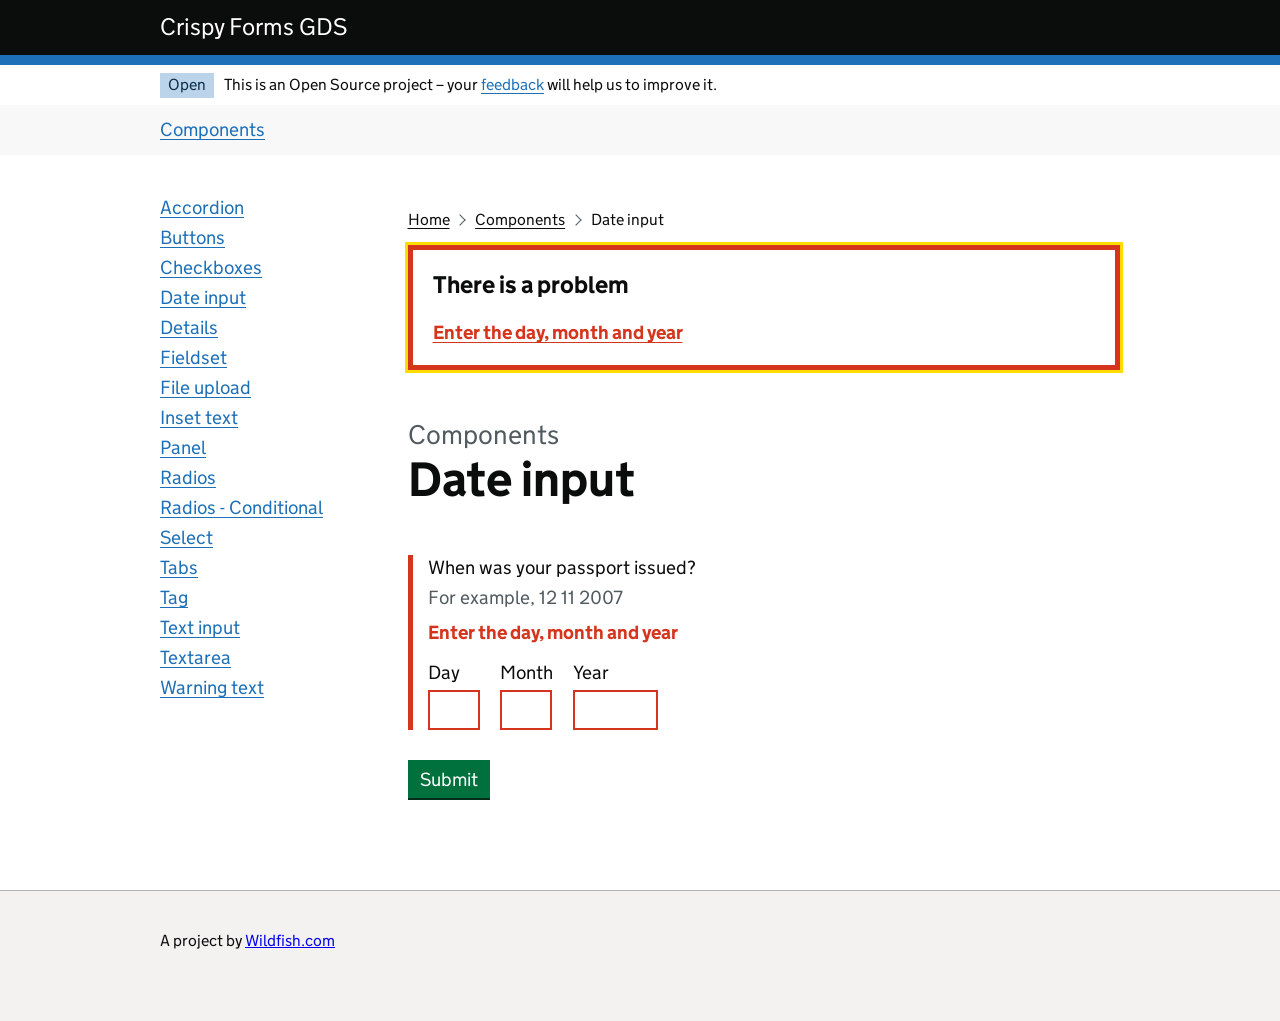 Crispy Forms GDS
Open This is an Open Source project – your feedback will help us to improve it.
Components
Accordion
Buttons
Checkboxes
Date input
Details
Fieldset
File upload
Inset text
Panel
Radios
Radios - Conditional
Select
Tabs
Tag
Text input
Textarea
Warning text
Home Components Date input
There is a problem
Enter the day, month and year
Components
Date input
When was your passport issued?
For example, 12 11 2007
Enter the day, month and year
Day Month Year
Submit
A project by Wildfish.com